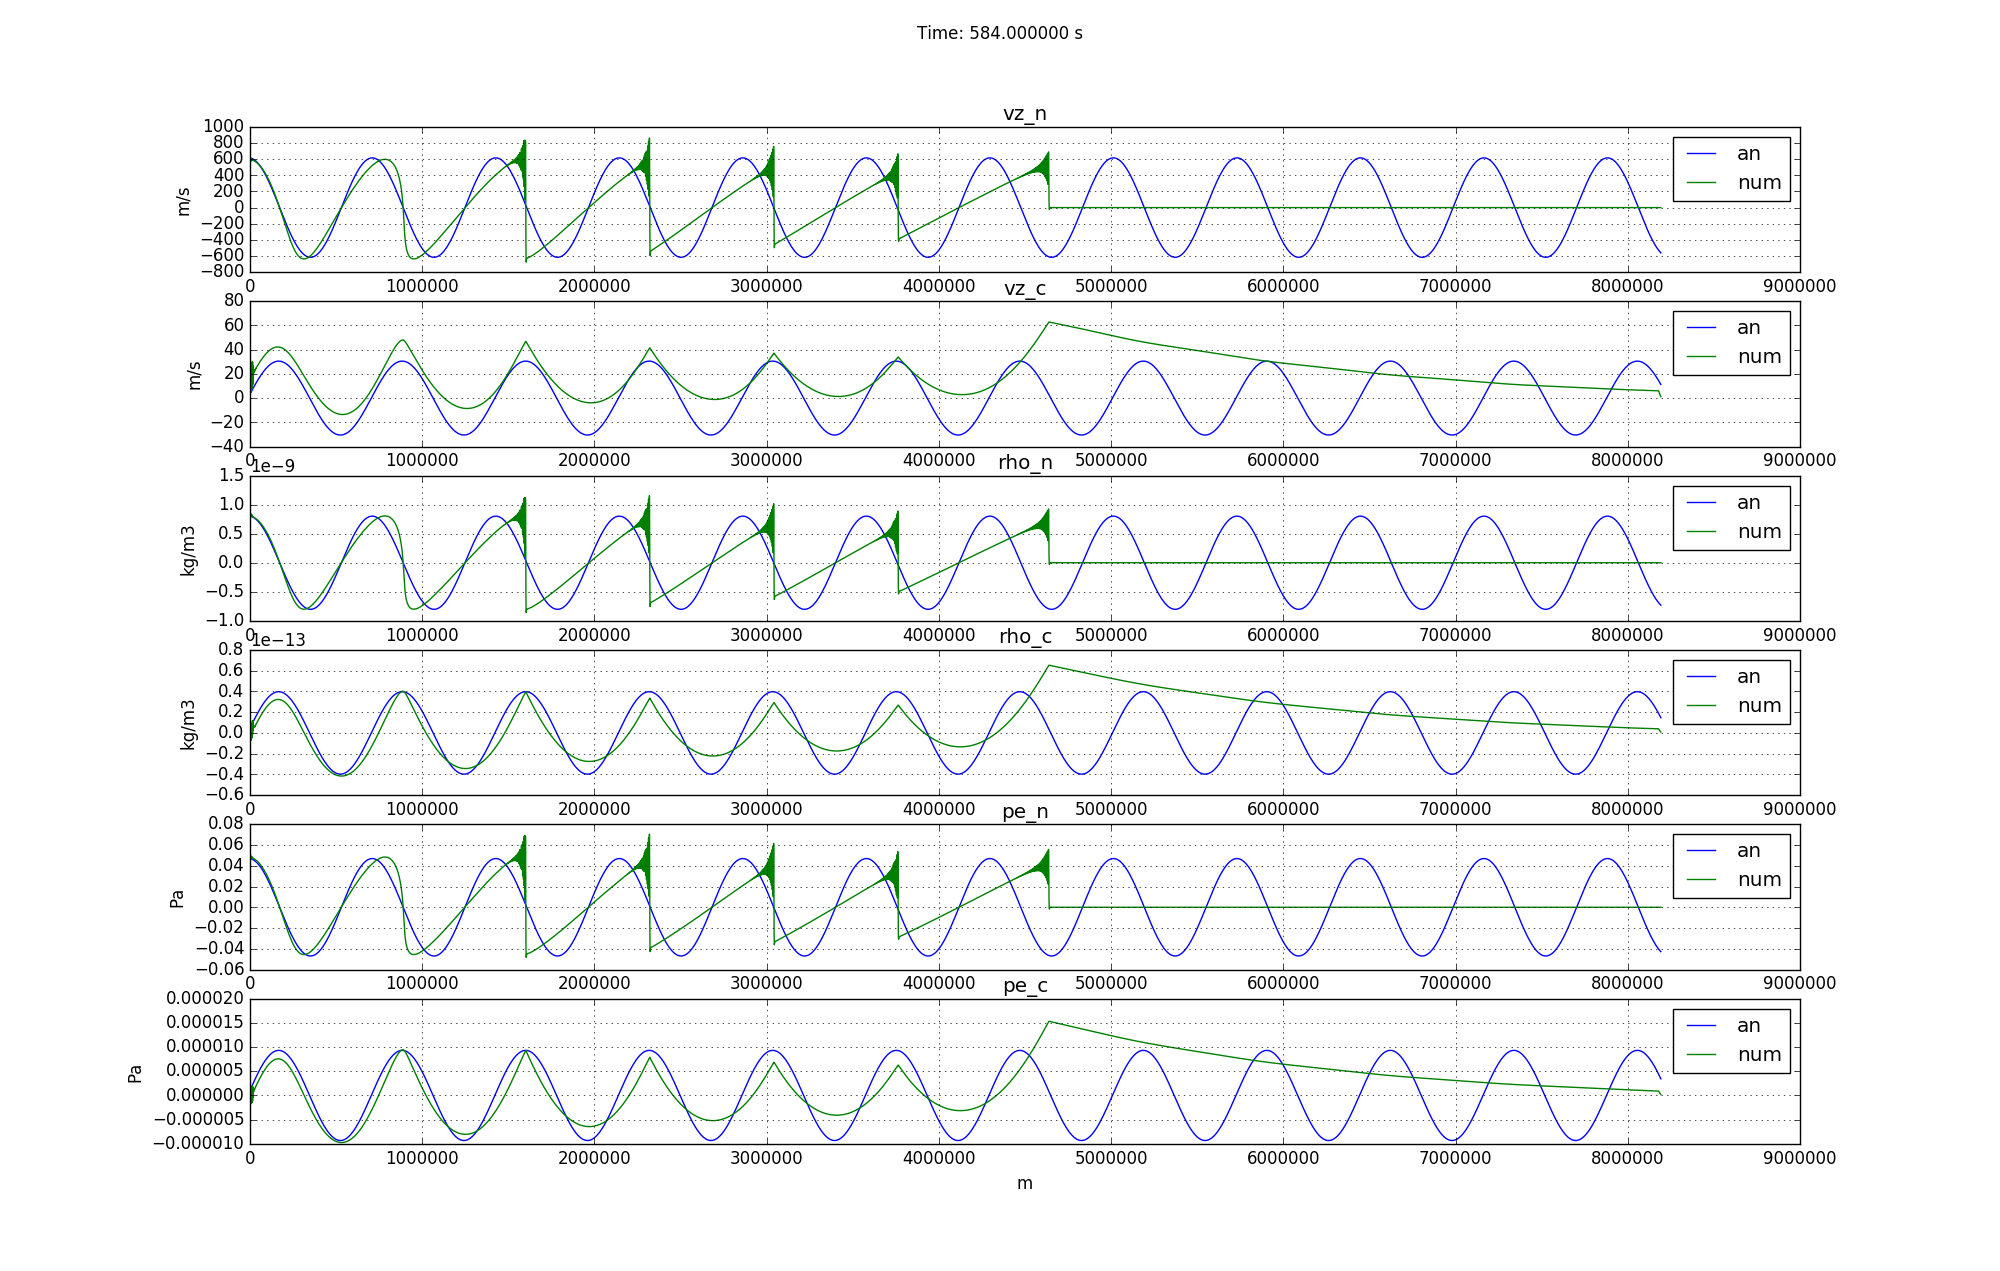 Time: 584.000000 s
vz_n
1000
800
600
400
200
0
−200
−400
−600
−800
m/s
an
num
0 1000000 2000000 3000000 4000000 5000000 6000000 7000000 8000000 9000000
vz_c
80
60
40
20
0
−20
−40
m/s
an
num
0 1000000 2000000 3000000 4000000 5000000 6000000 7000000 8000000 9000000
1e−9
rho_n
1.5
1.0
0.5
0.0
−0.5
−1.0
kg/m3
an
num
0 1000000 2000000 3000000 4000000 5000000 6000000 7000000 8000000 9000000
1e−13
rho_c
0.8
0.6
0.4
0.2
0.0
−0.2
−0.4
−0.6
kg/m3
an
num
0 1000000 2000000 3000000 4000000 5000000 6000000 7000000 8000000 9000000
pe_n
0.08
0.06
0.04
0.02
0.00
−0.02
−0.04
−0.06
Pa
an
num
0 1000000 2000000 3000000 4000000 5000000 6000000 7000000 8000000 9000000
pe_c
0.000020
0.000015
0.000010
0.000005
0.000000
−0.000005
−0.000010
Pa
an
num
0 1000000 2000000 3000000 4000000 5000000 6000000 7000000 8000000 9000000
m